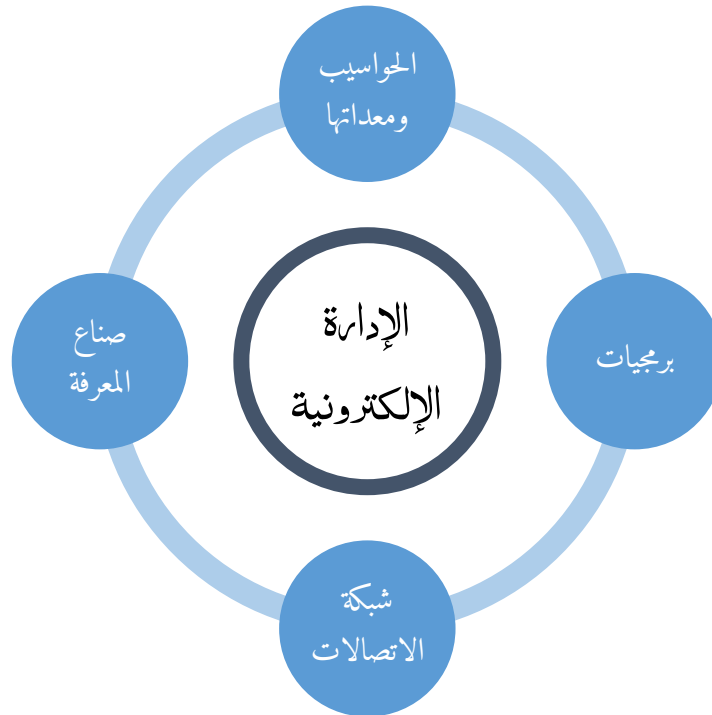 الحواسيب
ومعداتها
صناع
المعرفة
الإدارة
الإلكترونية
برمجيات
شبكة
الاتصالات